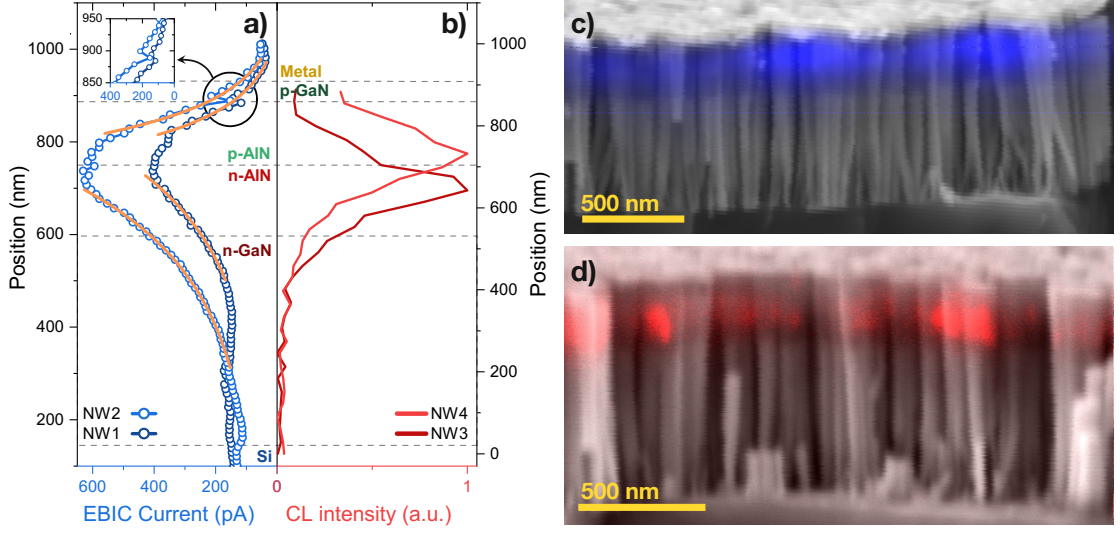 a)
950
900
850
400
200
0
b)
Metal
p-GaN
p-AlN
n-AlN
n-GaN
Si
1000
800
600
400
200
Position (nm)
NW2
NW1
600
400
200
EBIC Current (pA)
NW4
NW3
0
1
CL intensity (a.u.)
1000
800
600
400
200
0
Position (nm)
c)
500 nm
d)
500 nm